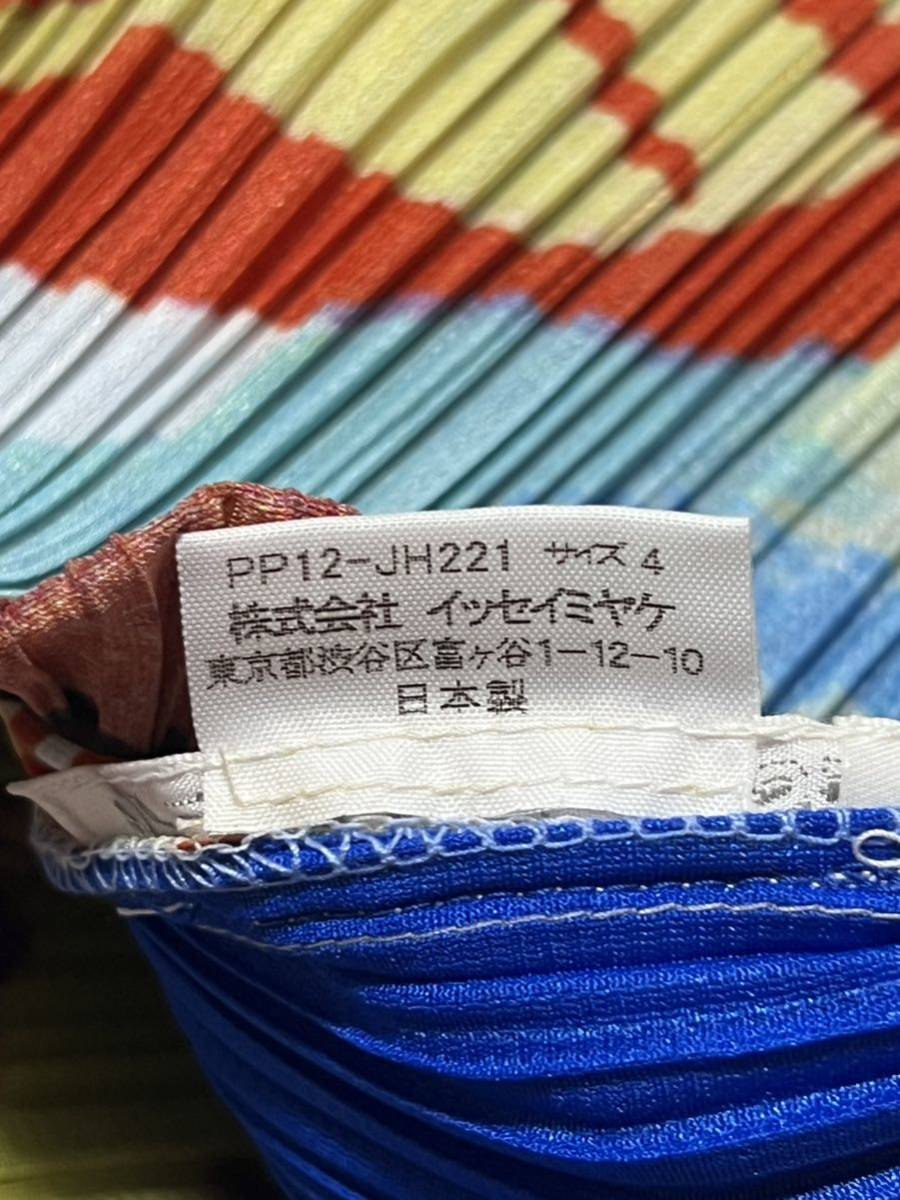 PP12-JH221 サイズ 4
株式会社 イッセイミヤケ
東京都渋谷区富ヶ谷1-12-10
日本製